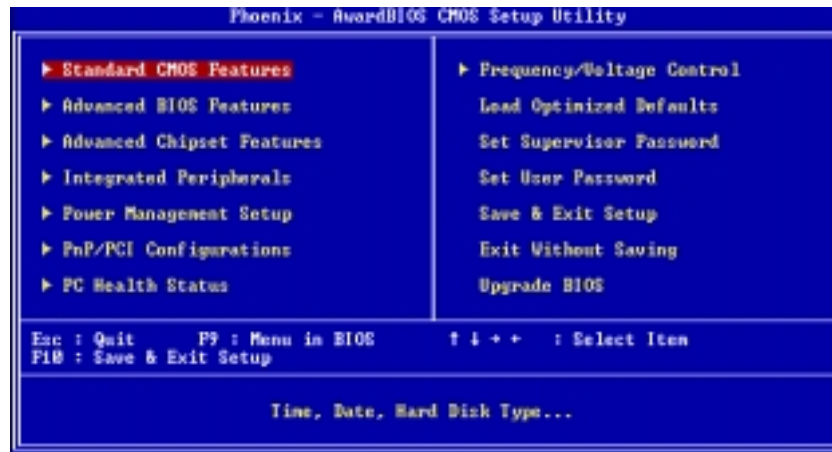 Phoenix - AwardBIOS CMOS Setup Utility
▶ Standard CMOS Features
▶ Advanced BIOS Features
▶ Advanced Chipset Features
▶ Integrated Peripherals
▶ Power Management Setup
▶ PnP/PCI Configurations
▶ PC Health Status
▶ Frequency/Voltage Control
Load Optimized Defaults
Set Supervisor Password
Set User Password
Save & Exit Setup
Exit Without Saving
Upgrade BIOS
Esc : Quit F9 : Menu in BIOS ↑ ↓ → ← : Select Item
F10 : Save & Exit Setup
Time, Date, Hard Disk Type...